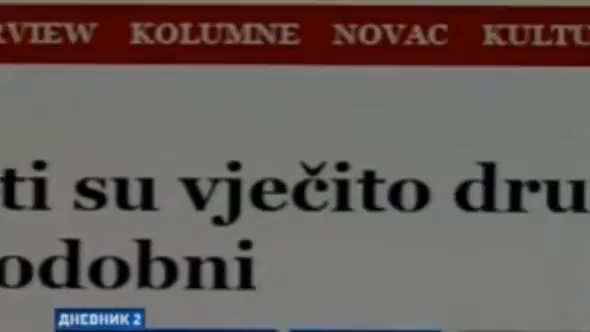 RVIEW KOLUMNE NOVAC KULTU
ti su vječito dru
odobni
ДНЕВНИК 2